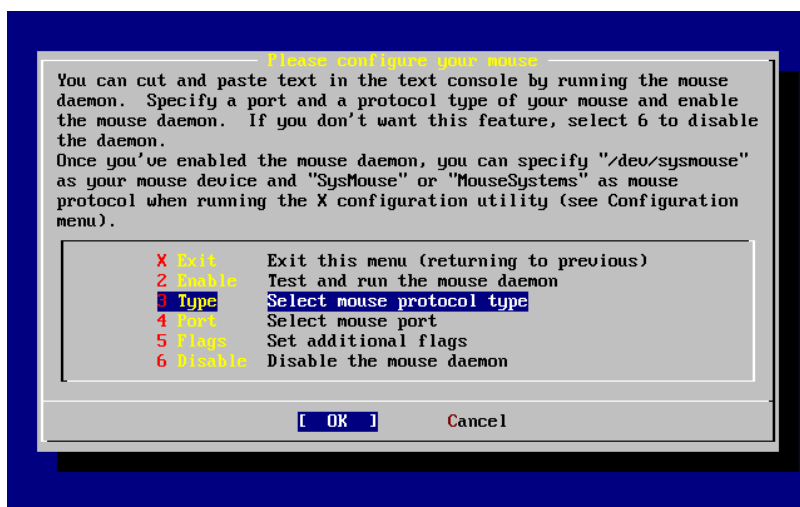 Please configure your mouse
You can cut and paste text in the text console by running the mouse
daemon.  Specify a port and a protocol type of your mouse and enable
the mouse daemon.  If you don't want this feature, select 6 to disable
the daemon.
Once you've enabled the mouse daemon, you can specify "/dev/sysmouse"
as your mouse device and "SysMouse" or "MouseSystems" as mouse
protocol when running the X configuration utility (see Configuration
menu).
X Exit Exit this menu (returning to previous)
2 Enable Test and run the mouse daemon
3 Type Select mouse protocol type
4 Port Select mouse port
5 Flags Set additional flags
6 Disable Disable the mouse daemon
[ OK ] Cancel